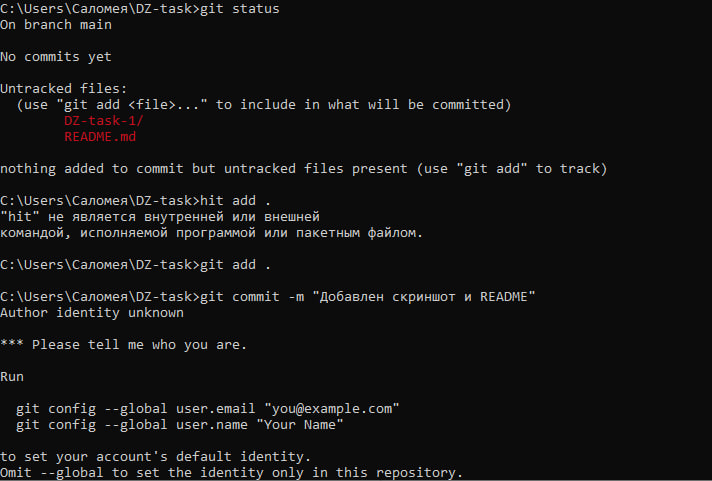 C:\Users\Саломея\DZ-task>git status
On branch main
No commits yet
Untracked files:
  (use "git add <file>..." to include in what will be committed)
        DZ-task-1/
        README.md
nothing added to commit but untracked files present (use "git add" to track)
C:\Users\Саломея\DZ-task>hit add .
"hit" не является внутренней или внешней
командой, исполняемой программой или пакетным файлом.
C:\Users\Саломея\DZ-task>git add .
C:\Users\Саломея\DZ-task>git commit -m "Добавлен скриншот и README"
Author identity unknown
*** Please tell me who you are.
Run
  git config --global user.email "you@example.com"
  git config --global user.name "Your Name"
to set your account's default identity.
Omit --global to set the identity only in this repository.